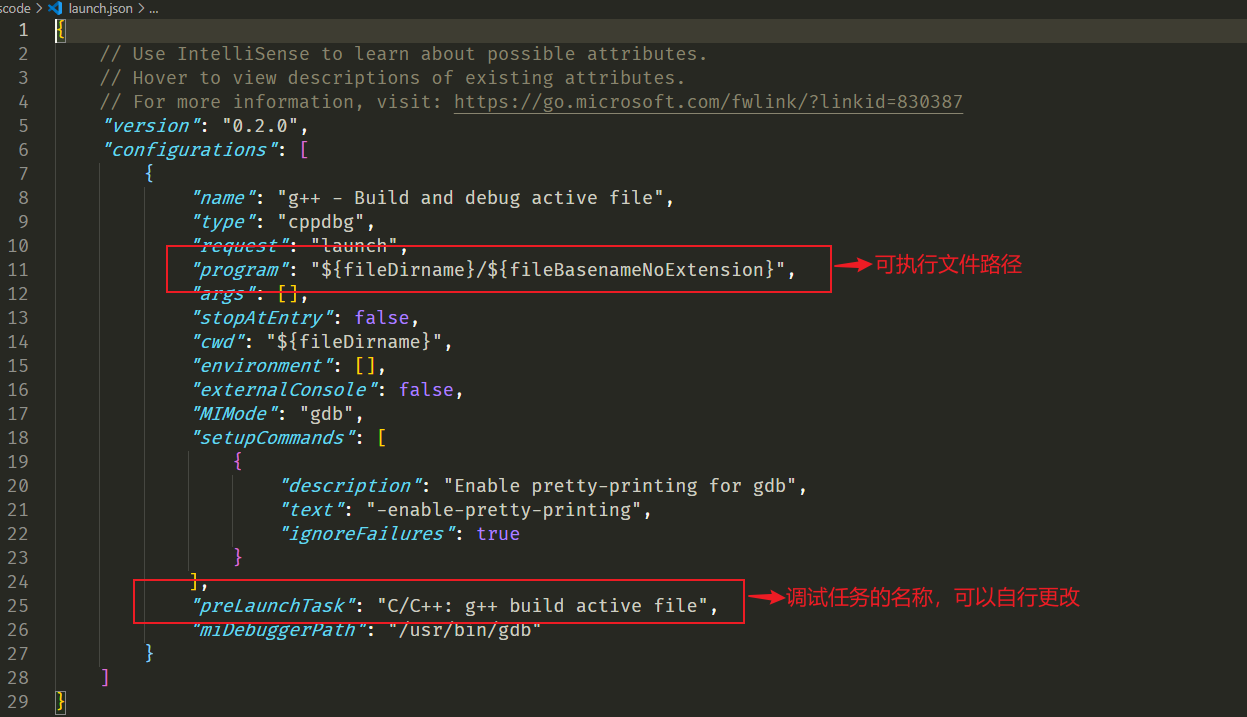 scode > launch.json > ...
1 {
2 // Use IntelliSense to learn about possible attributes.
3 // Hover to view descriptions of existing attributes.
4 // For more information, visit: https://go.microsoft.com/fwlink/?linkid=830387
5 "version": "0.2.0",
6 "configurations": [
7 {
8 "name": "g++ - Build and debug active file",
9 "type": "cppdbg",
10 "request": "launch",
11 "program": "${fileDirname}/${fileBasenameNoExtension}", 可执行文件路径
12 "args": [],
13 "stopAtEntry": false,
14 "cwd": "${fileDirname}",
15 "environment": [],
16 "externalConsole": false,
17 "MIMode": "gdb",
18 "setupCommands": [
19 {
20 "description": "Enable pretty-printing for gdb",
21 "text": "-enable-pretty-printing",
22 "ignoreFailures": true
23 }
24 ],
25 "preLaunchTask": "C/C++: g++ build active file", 调试任务的名称，可以自行更改
26 "miDebuggerPath": "/usr/bin/gdb"
27 }
28 ]
29 }